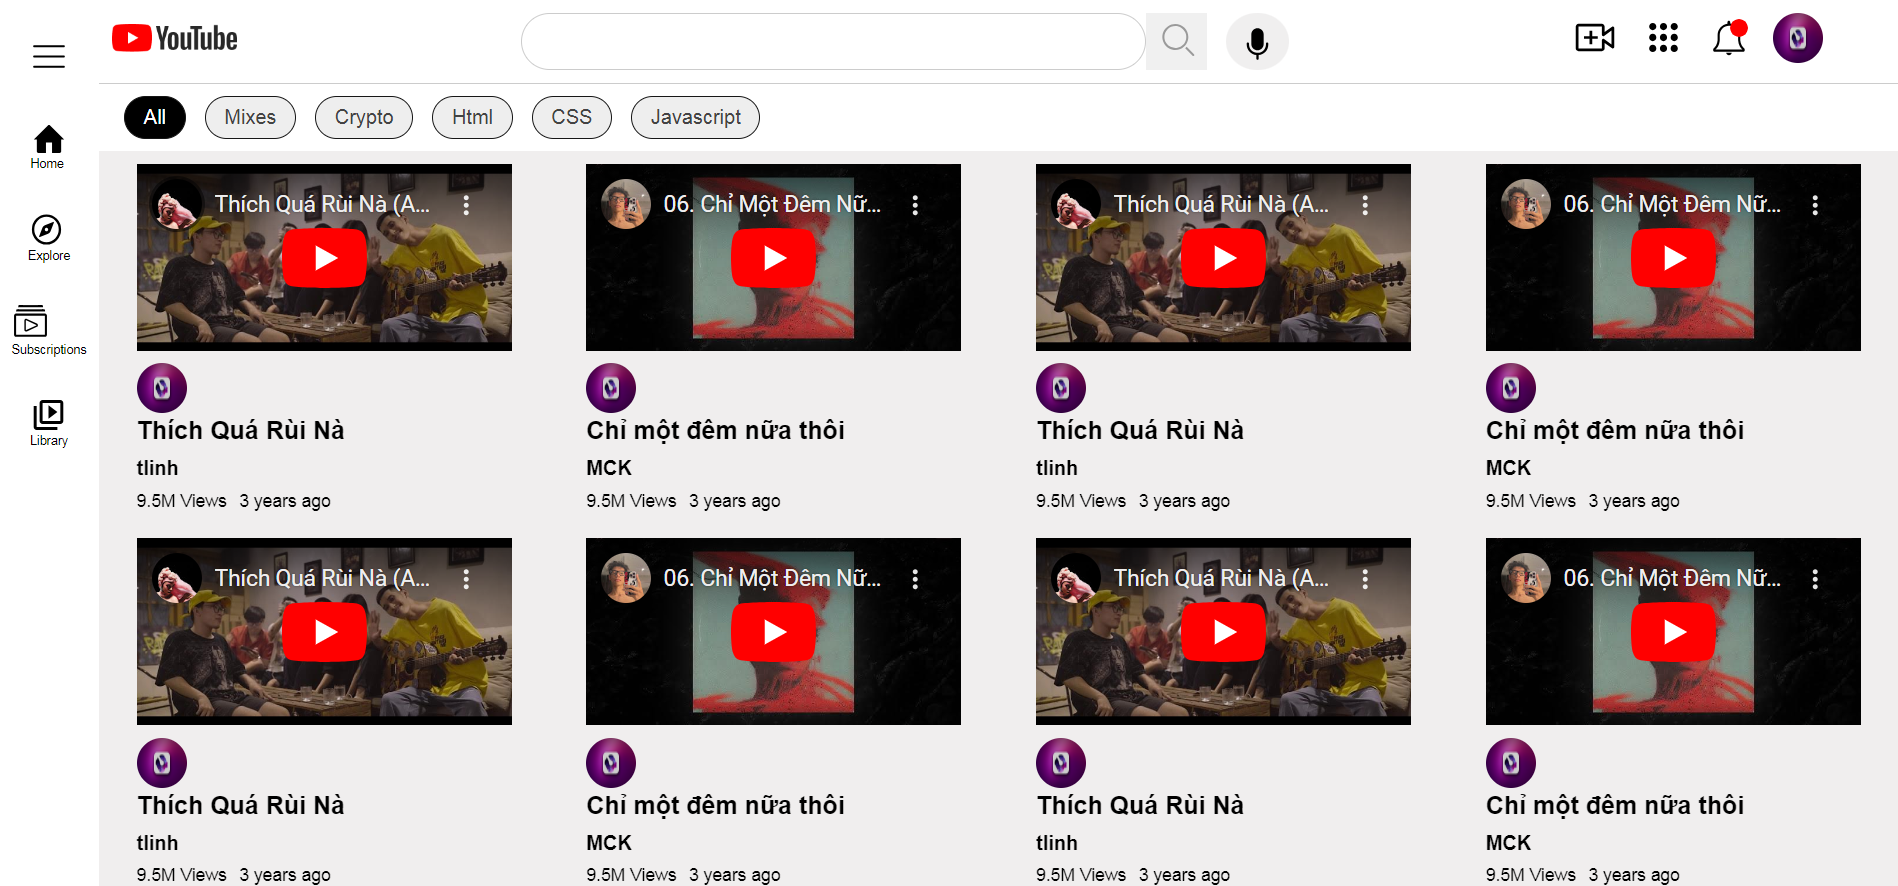 YouTube
All Mixes Crypto Html CSS Javascript
Home
Explore
Subscriptions
Library
Thích Quá Rùi Nà (A...
06. Chỉ Một Đêm Nữ...
Thích Quá Rùi Nà (A...
06. Chỉ Một Đêm Nữ...
Thích Quá Rùi Nà
Chỉ một đêm nữa thôi
Thích Quá Rùi Nà
Chỉ một đêm nữa thôi
tlinh
MCK
tlinh
MCK
9.5M Views 3 years ago
9.5M Views 3 years ago
9.5M Views 3 years ago
9.5M Views 3 years ago
Thích Quá Rùi Nà (A...
06. Chỉ Một Đêm Nữ...
Thích Quá Rùi Nà (A...
06. Chỉ Một Đêm Nữ...
Thích Quá Rùi Nà
Chỉ một đêm nữa thôi
Thích Quá Rùi Nà
Chỉ một đêm nữa thôi
tlinh
MCK
tlinh
MCK
9.5M Views 3 years ago
9.5M Views 3 years ago
9.5M Views 3 years ago
9.5M Views 3 years ago